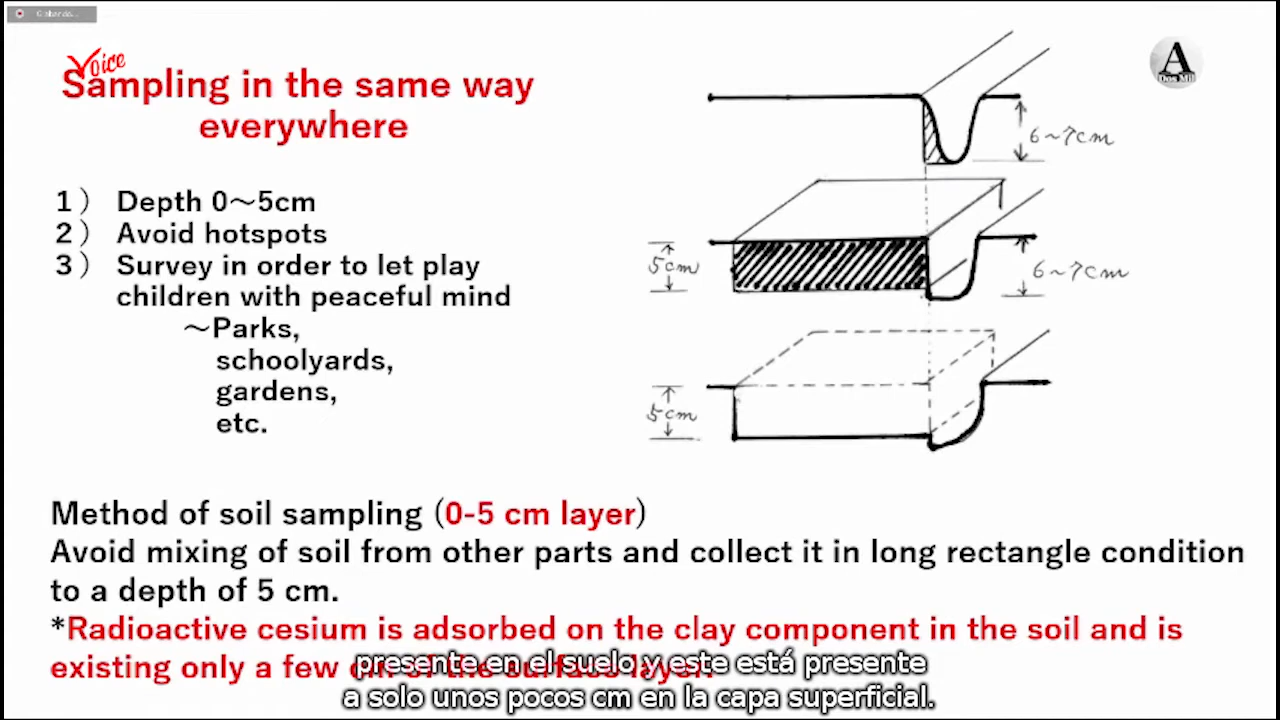 Voice
Sampling in the same way
everywhere
A
Dos Mil
1） Depth 0～5cm
2） Avoid hotspots
3） Survey in order to let play
children with peaceful mind
～Parks,
schoolyards,
gardens,
etc.
6~7cm
5cm
6~7cm
5cm
Method of soil sampling (0-5 cm layer)
Avoid mixing of soil from other parts and collect it in long rectangle condition
to a depth of 5 cm.
*Radioactive cesium is adsorbed on the clay component in the soil and is
existing only a few cm of the surface layer.
presente en el suelo y este está presente
a solo unos pocos cm en la capa superficial.